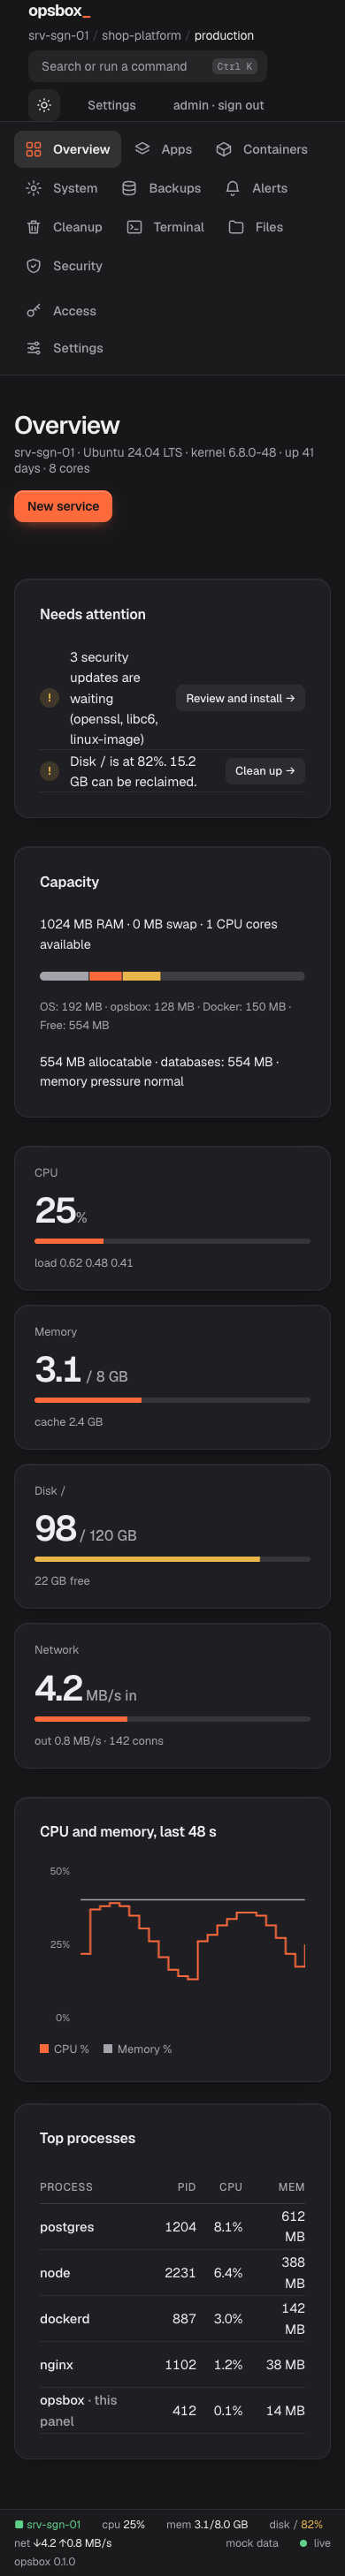 opsbox_
srv-sgn-01 / shop-platform / production
Search or run a command Ctrl K
Settings admin · sign out
Overview Apps Containers
System Backups Alerts
Cleanup Terminal Files
Security
Access
Settings
Overview
srv-sgn-01 · Ubuntu 24.04 LTS · kernel 6.8.0-48 · up 41
days · 8 cores
New service
Needs attention
3 security
updates are
waiting
(openssl, libc6,
linux-image)
! Review and install →
Disk / is at 82%. 15.2
GB can be reclaimed.
! Clean up →
Capacity
1024 MB RAM · 0 MB swap · 1 CPU cores
available
OS: 192 MB · opsbox: 128 MB · Docker: 150 MB ·
Free: 554 MB
554 MB allocatable · databases: 554 MB ·
memory pressure normal
CPU
25%
load 0.62 0.48 0.41
Memory
3.1 / 8 GB
cache 2.4 GB
Disk /
98 / 120 GB
22 GB free
Network
4.2 MB/s in
out 0.8 MB/s · 142 conns
CPU and memory, last 48 s
50%
25%
0%
CPU % Memory %
Top processes
PROCESS PID CPU MEM
postgres 1204 8.1% 612 MB
node 2231 6.4% 388 MB
dockerd 887 3.0% 142 MB
nginx 1102 1.2% 38 MB
opsbox · this panel 412 0.1% 14 MB
srv-sgn-01 cpu 25% mem 3.1/8.0 GB disk / 82%
net ↓4.2 ↑0.8 MB/s mock data live
opsbox 0.1.0